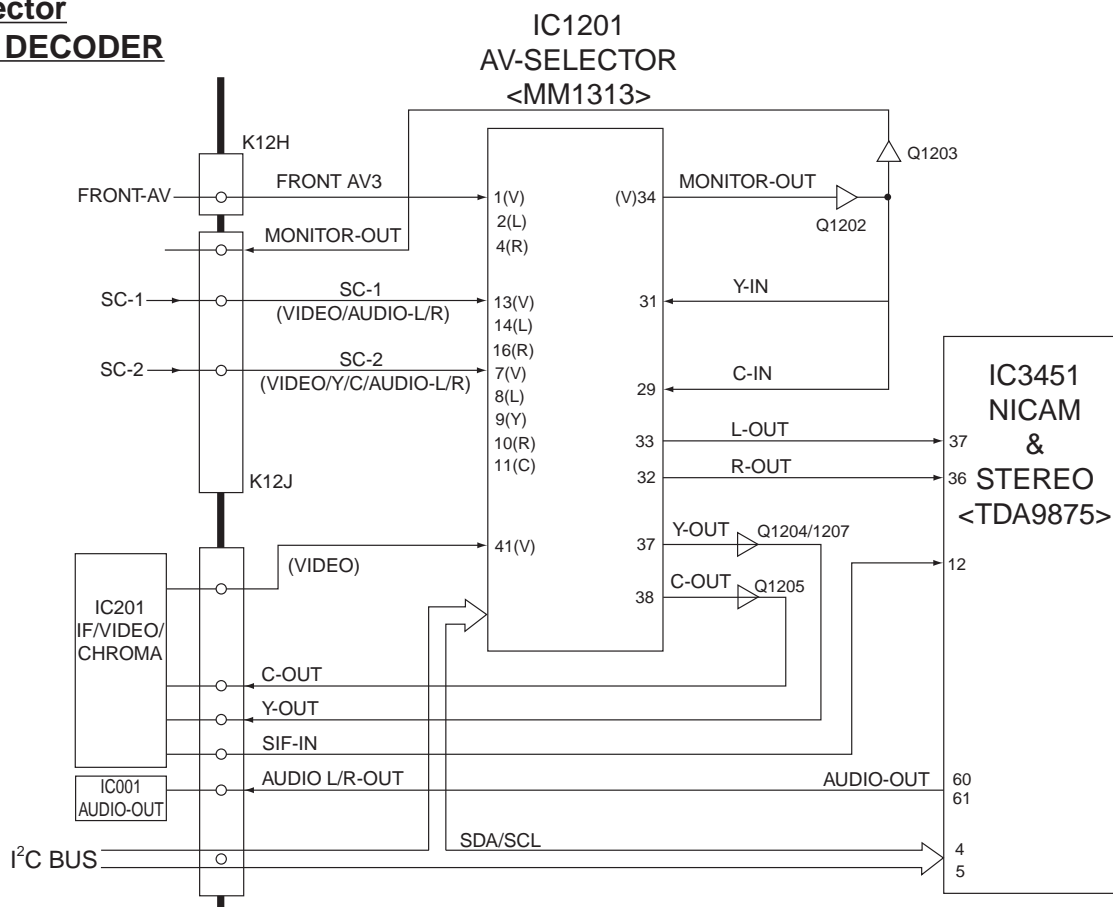 DECODER
IC1201
AV-SELECTOR
<MM1313>
K12H
Q1203
FRONT-AV
FRONT AV3
1(V)
2(L)
4(R)
(V)34
MONITOR-OUT
Q1202
MONITOR-OUT
SC-1
SC-1
(VIDEO/AUDIO-L/R)
13(V)
14(L)
16(R)
31
Y-IN
SC-2
SC-2
(VIDEO/Y/C/AUDIO-L/R)
7(V)
8(L)
9(Y)
10(R)
11(C)
29
C-IN
33
L-OUT
37
32
R-OUT
36
IC3451
NICAM
&
STEREO
<TDA9875>
K12J
41(V)
(VIDEO)
37
Y-OUT
Q1204/1207
38
C-OUT
Q1205
12
IC201
IF/VIDEO/
CHROMA
C-OUT
Y-OUT
SIF-IN
IC001
AUDIO-OUT
AUDIO L/R-OUT
AUDIO-OUT
60
61
I²C BUS
SDA/SCL
4
5